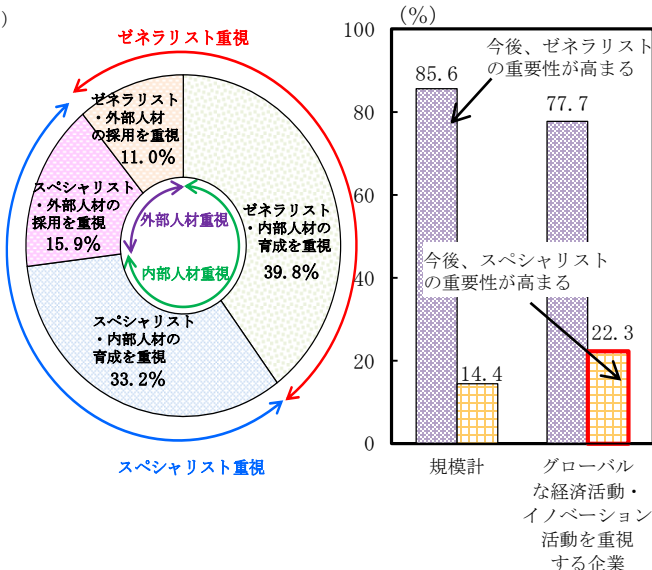 )
ゼネラリスト重視
ゼネラリスト
・外部人材
の採用を重視
11.0%
スペシャリスト
・外部人材の
採用を重視
15.9%
外部人材重視
内部人材重視
ゼネラリスト
・内部人材の
育成を重視
39.8%
スペシャリスト
・内部人材の
育成を重視
33.2%
スペシャリスト重視
(%)
100
80
60
40
20
0
今後、ゼネラリスト
の重要性が高まる
85.6
77.7
今後、スペシャリスト
の重要性が高まる
22.3
14.4
規模計
グローバル
な経済活動・
イノベーション
活動を重視
する企業